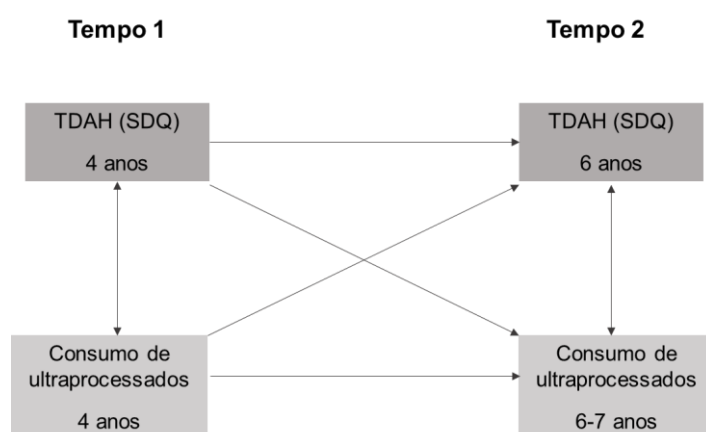 Tempo 1
Tempo 2
TDAH (SDQ)
4 anos
TDAH (SDQ)
6 anos
Consumo de
ultraprocessados
4 anos
Consumo de
ultraprocessados
6-7 anos